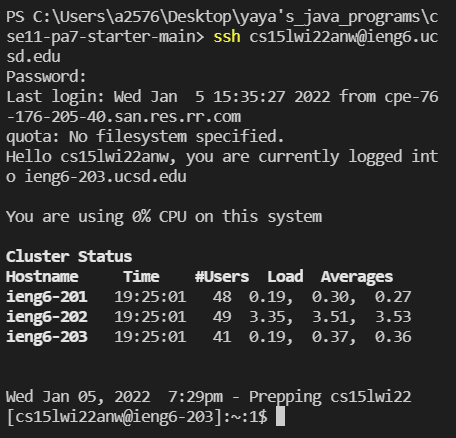 PS C:\Users\a2576\Desktop\yaya's_java_programs\c
se11-pa7-starter-main> ssh cs15lwi22anw@ieng6.uc
sd.edu
Password:
Last login: Wed Jan  5 15:35:27 2022 from cpe-76
-176-205-40.san.res.rr.com
quota: No filesystem specified.
Hello cs15lwi22anw, you are currently logged int
o ieng6-203.ucsd.edu
You are using 0% CPU on this system
Cluster Status
Hostname     Time    #Users  Load  Averages
ieng6-201   19:25:01   48  0.19,  0.30,  0.27
ieng6-202   19:25:01   49  3.35,  3.51,  3.53
ieng6-203   19:25:01   41  0.19,  0.37,  0.36
Wed Jan 05, 2022  7:29pm - Prepping cs15lwi22
[cs15lwi22anw@ieng6-203]:~:1$